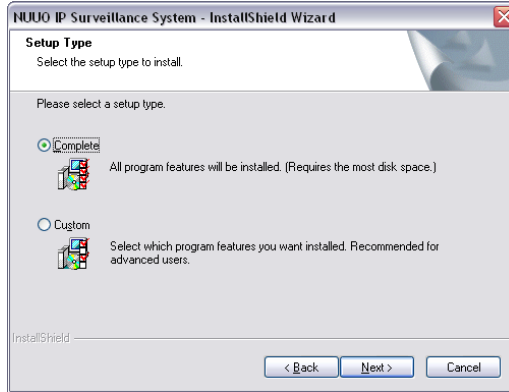 NUUO IP Surveillance System - InstallShield Wizard
Setup Type
Select the setup type to install.
Please select a setup type.
Complete
All program features will be installed. (Requires the most disk space.)
Custom
Select which program features you want installed. Recommended for
advanced users.
InstallShield
< Back
Next >
Cancel